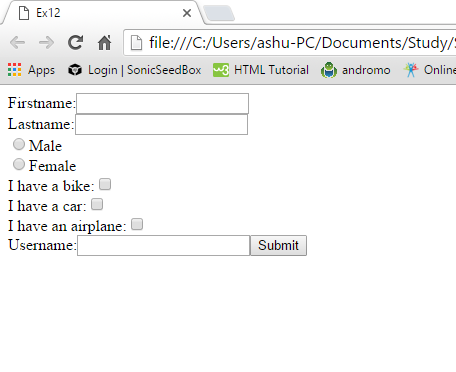 Ex12
file:///C:/Users/ashu-PC/Documents/Study/S
Apps Login | SonicSeedBox w3 HTML Tutorial andromo Online
Firstname:
Lastname:
Male
Female
I have a bike:
I have a car:
I have an airplane:
Username: Submit